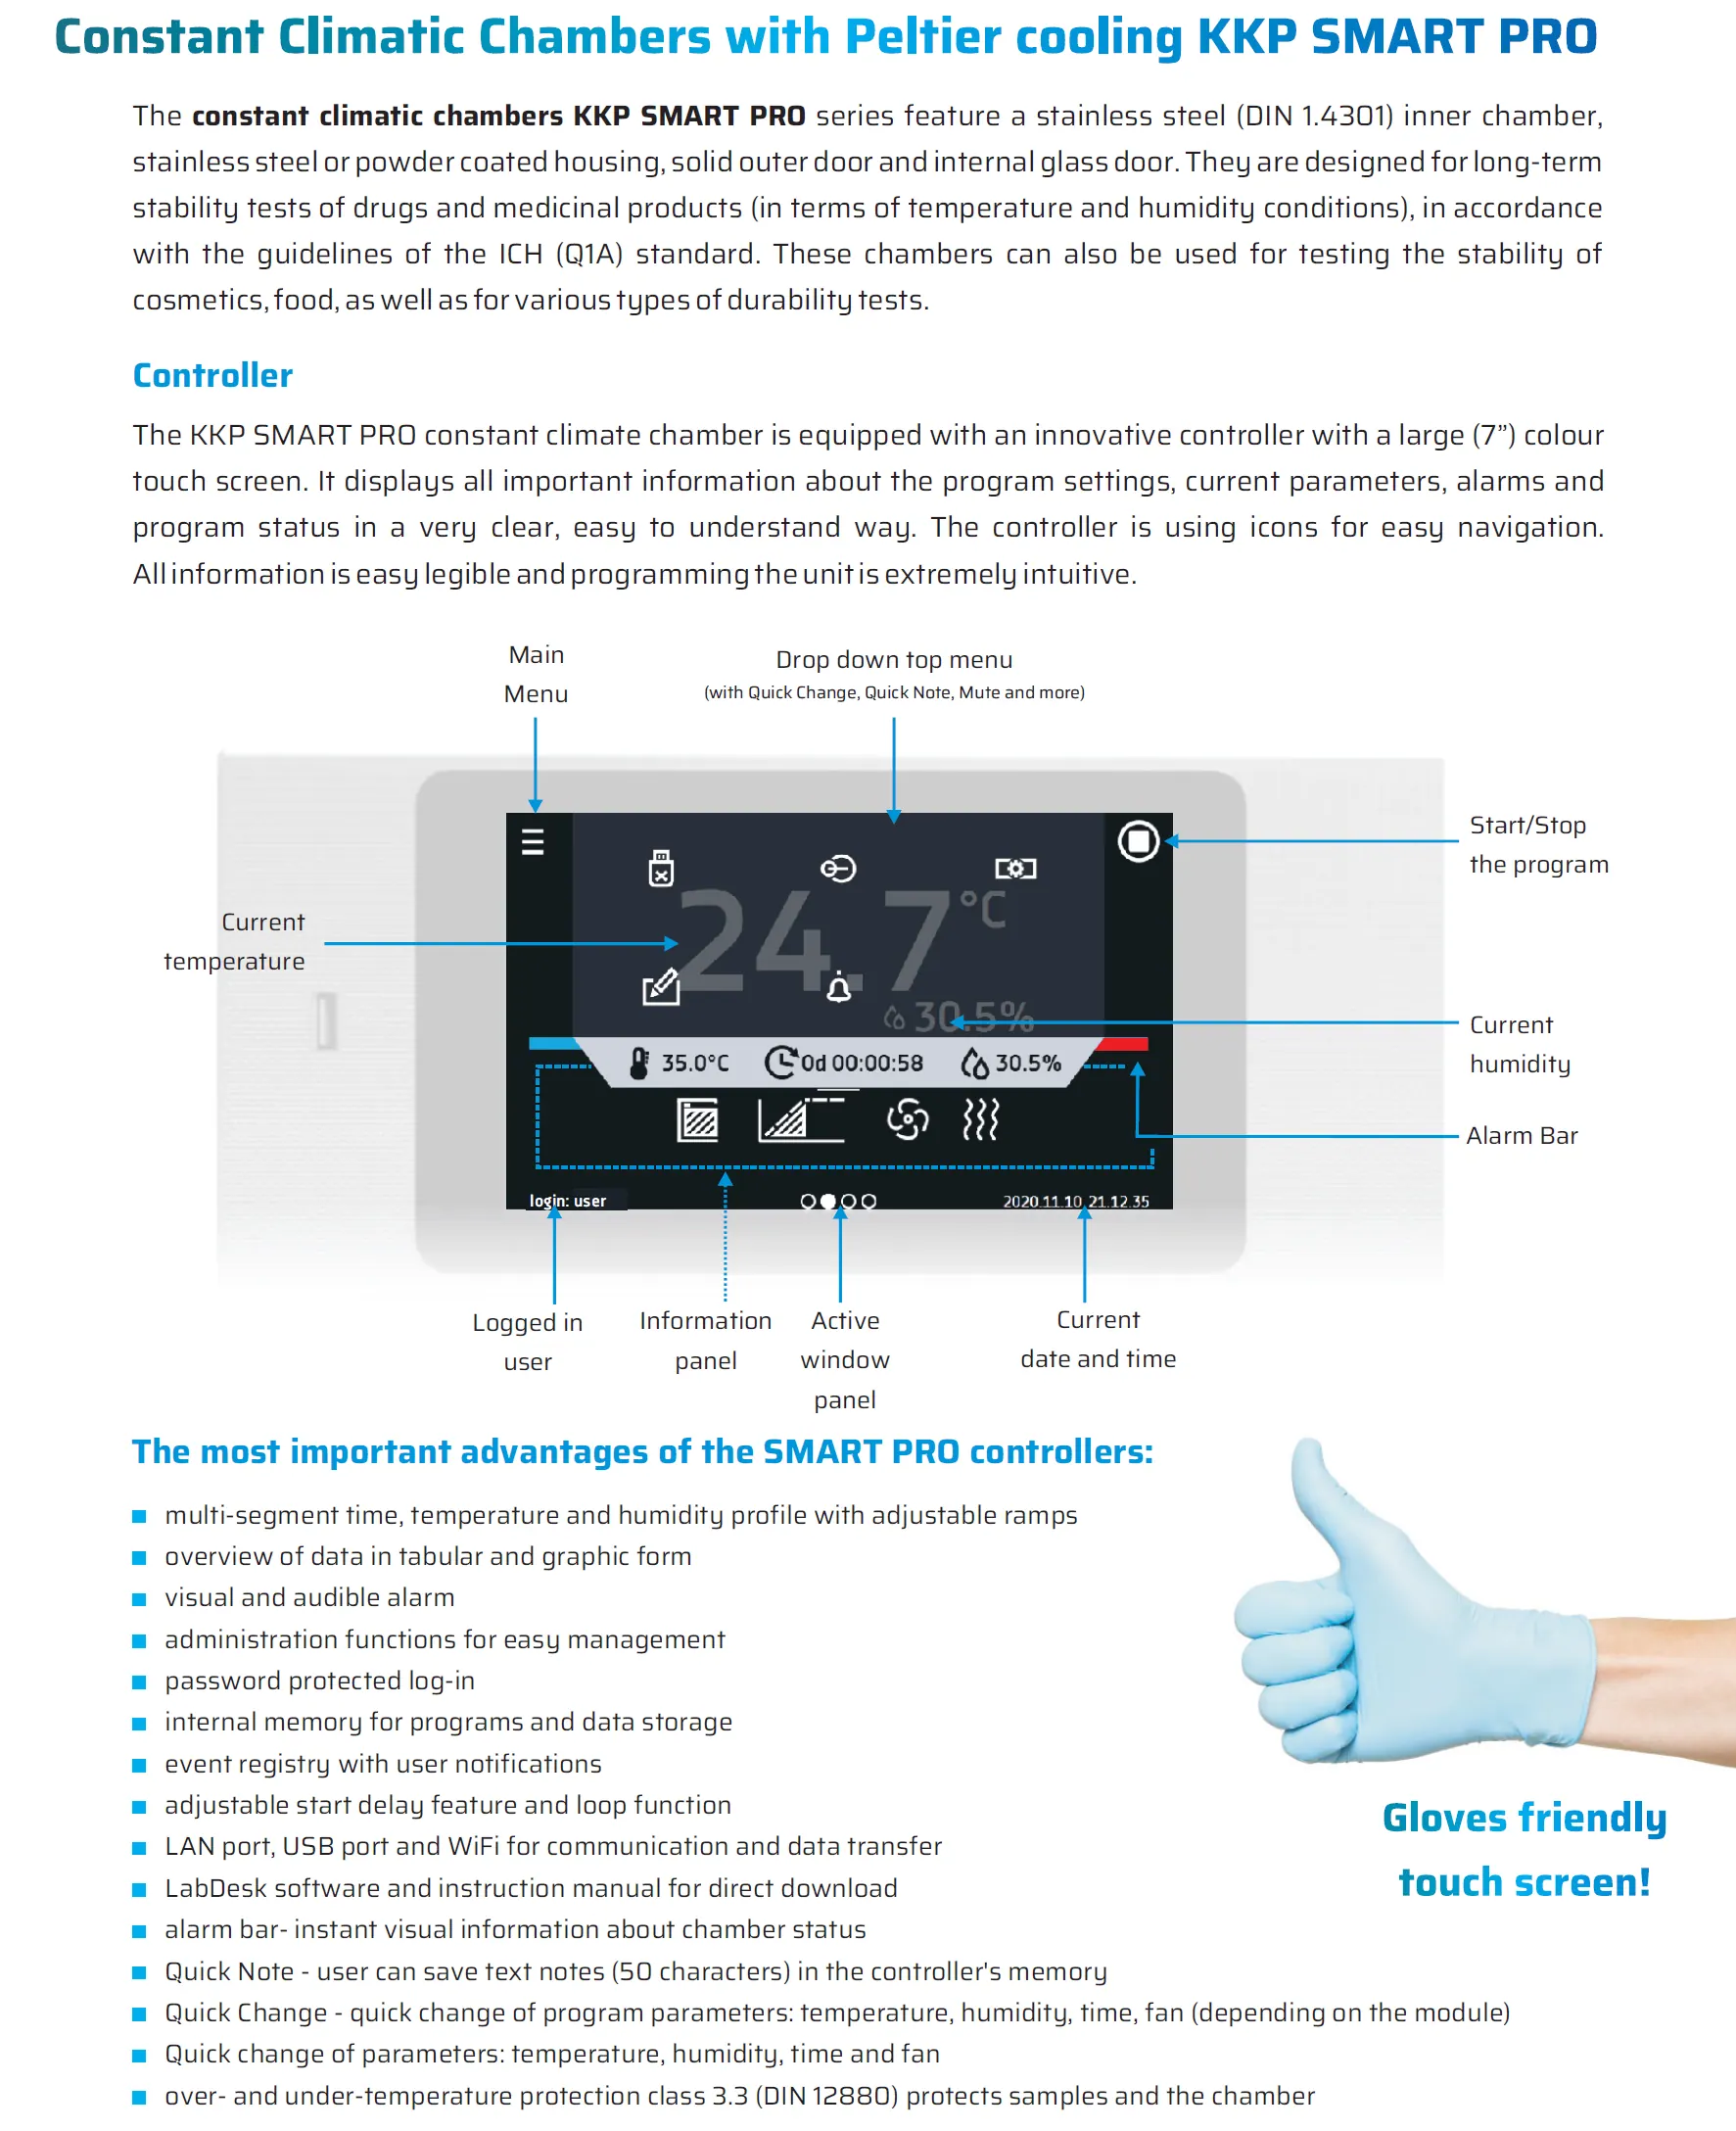 Constant Climatic Chambers with Peltier cooling KKP SMART PRO
The constant climatic chambers KKP SMART PRO series feature a stainless steel (DIN 1.4301) inner chamber,
stainless steel or powder coated housing, solid outer door and internal glass door. They are designed for long-term
stability tests of drugs and medicinal products (in terms of temperature and humidity conditions), in accordance
with the guidelines of the ICH (Q1A) standard. These chambers can also be used for testing the stability of
cosmetics, food, as well as for various types of durability tests.
Controller
The KKP SMART PRO constant climate chamber is equipped with an innovative controller with a large (7”) colour
touch screen. It displays all important information about the program settings, current parameters, alarms and
program status in a very clear, easy to understand way. The controller is using icons for easy navigation.
All information is easy legible and programming the unit is extremely intuitive.
Main
Menu
Drop down top menu
(with Quick Change, Quick Note, Mute and more)
Start/Stop
the program
Current
temperature
24.7 °C
30.5%
Current
humidity
35.0°C 0d 00:00:58 30.5%
Alarm Bar
login: user
2020.11.10 21.12.35
Logged in
user
Information
panel
Active
window
panel
Current
date and time
The most important advantages of the SMART PRO controllers:
multi-segment time, temperature and humidity profile with adjustable ramps
overview of data in tabular and graphic form
visual and audible alarm
administration functions for easy management
password protected log-in
internal memory for programs and data storage
event registry with user notifications
adjustable start delay feature and loop function
LAN port, USB port and WiFi for communication and data transfer
LabDesk software and instruction manual for direct download
alarm bar- instant visual information about chamber status
Quick Note - user can save text notes (50 characters) in the controller's memory
Quick Change - quick change of program parameters: temperature, humidity, time, fan (depending on the module)
Quick change of parameters: temperature, humidity, time and fan
over- and under-temperature protection class 3.3 (DIN 12880) protects samples and the chamber
Gloves friendly
touch screen!